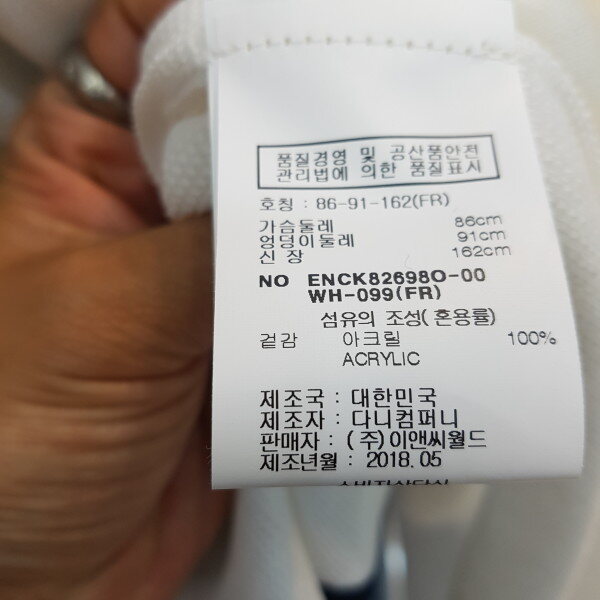 품질경영 및 공산품안전
관리법에 의한 품질표시
호칭 : 86-91-162(FR)
가슴둘레 86cm
엉덩이둘레 91cm
신 장 162cm
NO ENCK82698O-00
WH-099(FR)
섬유의 조성( 혼용률)
겉감 아크릴 100%
ACRYLIC
제조국 : 대한민국
제조자 : 다니컴퍼니
판매자 : (주)이앤씨월드
제조년월 : 2018.05